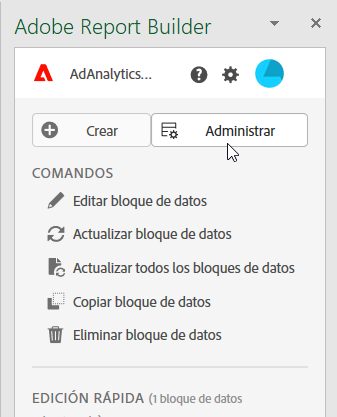 Adobe Report Builder
AdAnalytics...
Crear
Administrar
COMANDOS
Editar bloque de datos
Actualizar bloque de datos
Actualizar todos los bloques de datos
Copiar bloque de datos
Eliminar bloque de datos
EDICIÓN RÁPIDA (1 bloque de datos